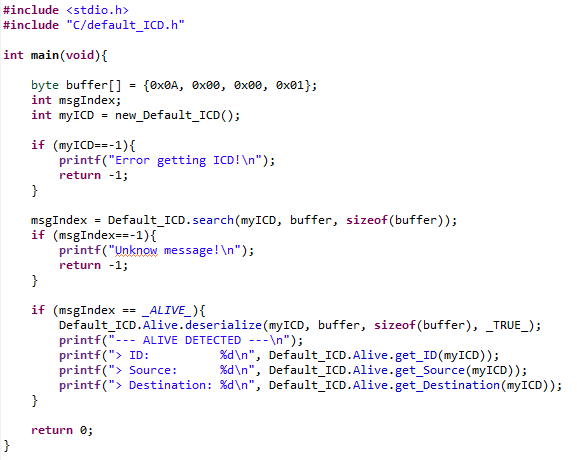 #include <stdio.h>
#include "C/default_ICD.h"
int main(void){
byte buffer[] = {0x0A, 0x00, 0x00, 0x01};
int msgIndex;
int myICD = new_Default_ICD();
if (myICD==-1){
printf("Error getting ICD!\n");
return -1;
}
msgIndex = Default_ICD.search(myICD, buffer, sizeof(buffer));
if (msgIndex==-1){
printf("Unknow message!\n");
return -1;
}
if (msgIndex == _ALIVE_){
Default_ICD.Alive.deserialize(myICD, buffer, sizeof(buffer), _TRUE_);
printf("--- ALIVE DETECTED ---\n");
printf("> ID:          %d\n", Default_ICD.Alive.get_ID(myICD));
printf("> Source:      %d\n", Default_ICD.Alive.get_Source(myICD));
printf("> Destination: %d\n", Default_ICD.Alive.get_Destination(myICD));
}
return 0;
}